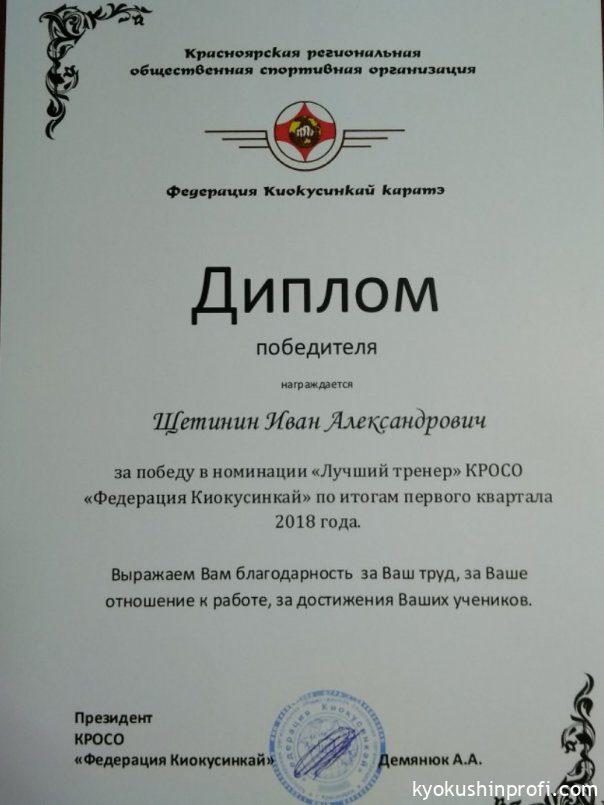 Красноярская региональная
общественная спортивная организация
Федерация Киокусинкай каратэ
Диплом
победителя
награждается
Щетинин Иван Александрович
за победу в номинации «Лучший тренер» КРОСО
«Федерация Киокусинкай» по итогам первого квартала
2018 года.
Выражаем Вам благодарность за Ваш труд, за Ваше
отношение к работе, за достижения Ваших учеников.
Президент
КРОСО
«Федерация Киокусинкай» Демянюк А.А.
Федерация Киокусинкай
kyokushinprofi.com